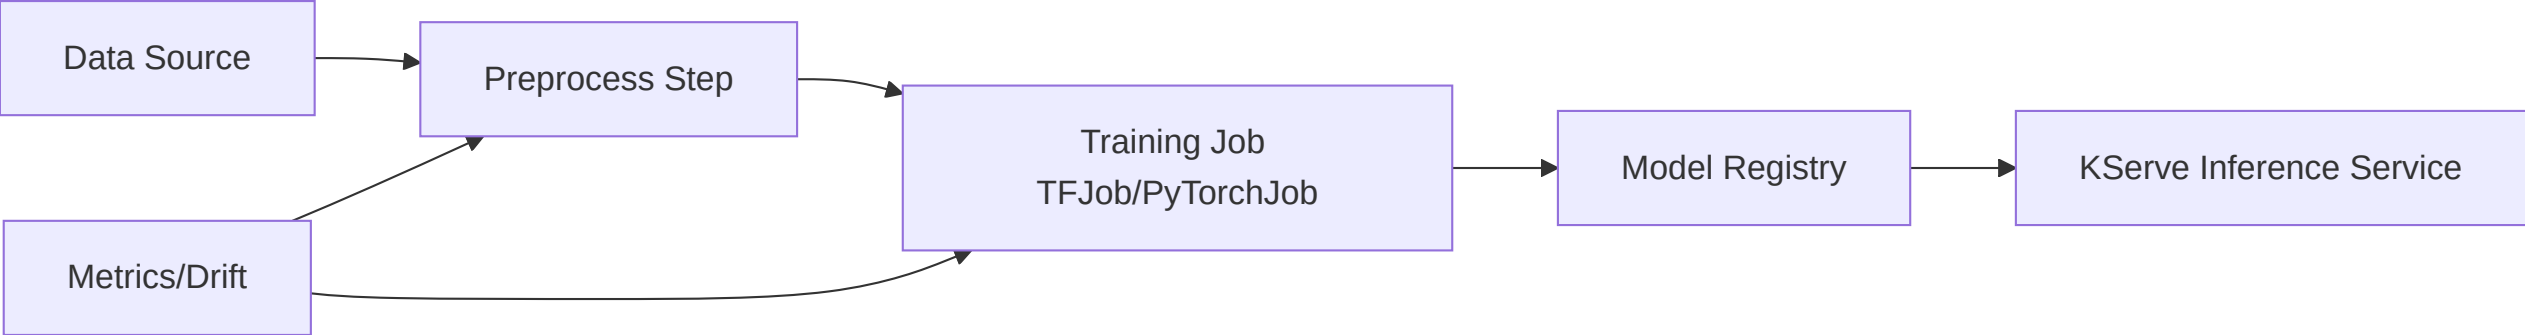 Data Source
Preprocess Step
Training Job
TFJob/PyTorchJob
Model Registry
KServe Inference Service
Metrics/Drift